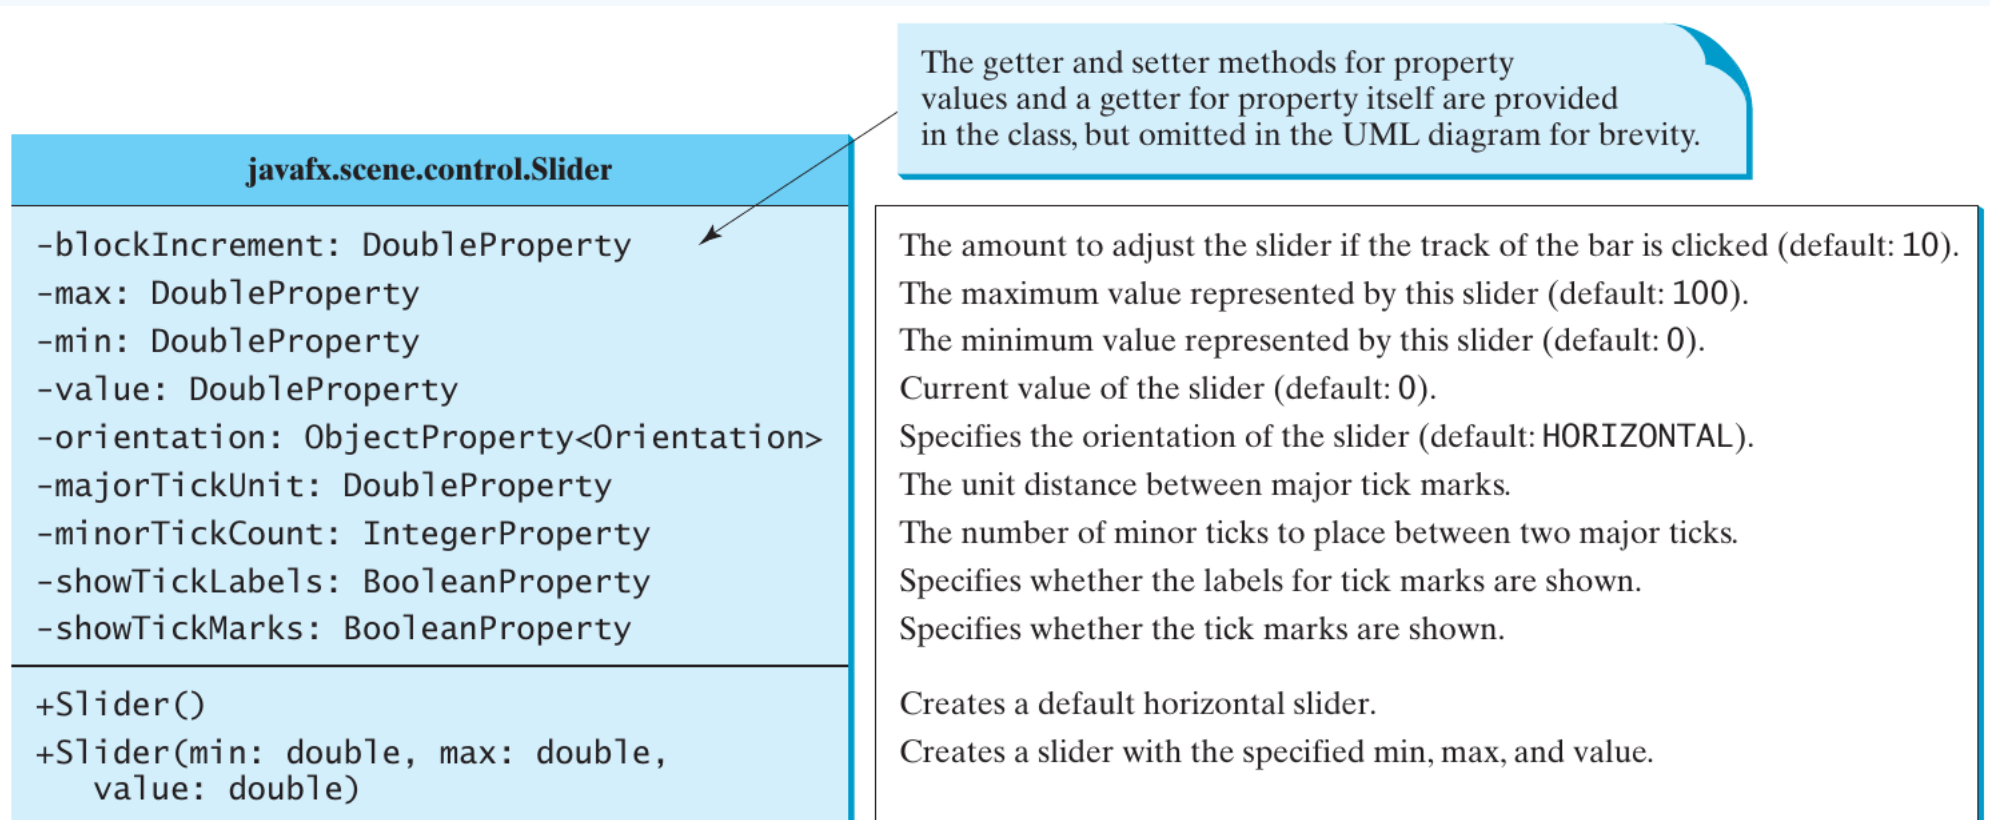 The getter and setter methods for property
values and a getter for property itself are provided
in the class, but omitted in the UML diagram for brevity.
javafx.scene.control.Slider
-blockIncrement: DoubleProperty
The amount to adjust the slider if the track of the bar is clicked (default: 10).
-max: DoubleProperty
The maximum value represented by this slider (default: 100).
-min: DoubleProperty
The minimum value represented by this slider (default: 0).
-value: DoubleProperty
Current value of the slider (default: 0).
-orientation: ObjectProperty<Orientation>
Specifies the orientation of the slider (default: HORIZONTAL).
-majorTickUnit: DoubleProperty
The unit distance between major tick marks.
-minorTickCount: IntegerProperty
The number of minor ticks to place between two major ticks.
-showTickLabels: BooleanProperty
Specifies whether the labels for tick marks are shown.
-showTickMarks: BooleanProperty
Specifies whether the tick marks are shown.
+Slider()
Creates a default horizontal slider.
+Slider(min: double, max: double,
value: double)
Creates a slider with the specified min, max, and value.